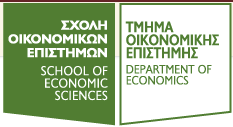 ΣΧΟΛΗ
ΟΙΚΟΝΟΜΙΚΩΝ
ΕΠΙΣΤΗΜΩΝ
SCHOOL OF
ECONOMIC
SCIENCES
ΤΜΗΜΑ
ΟΙΚΟΝΟΜΙΚΗΣ
ΕΠΙΣΤΗΜΗΣ
DEPARTMENT OF
ECONOMICS